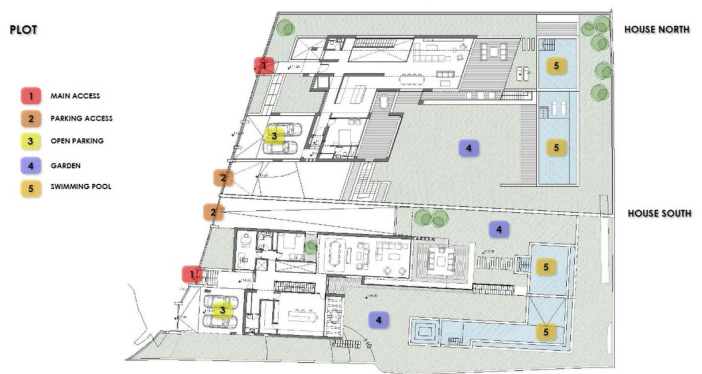 PLOT
HOUSE NORTH
1 MAIN ACCESS
2 PARKING ACCESS
3 OPEN PARKING
4 GARDEN
5 SWIMMING POOL
1
5
3
5
4
2
2
HOUSE SOUTH
4
1
5
3
4
5